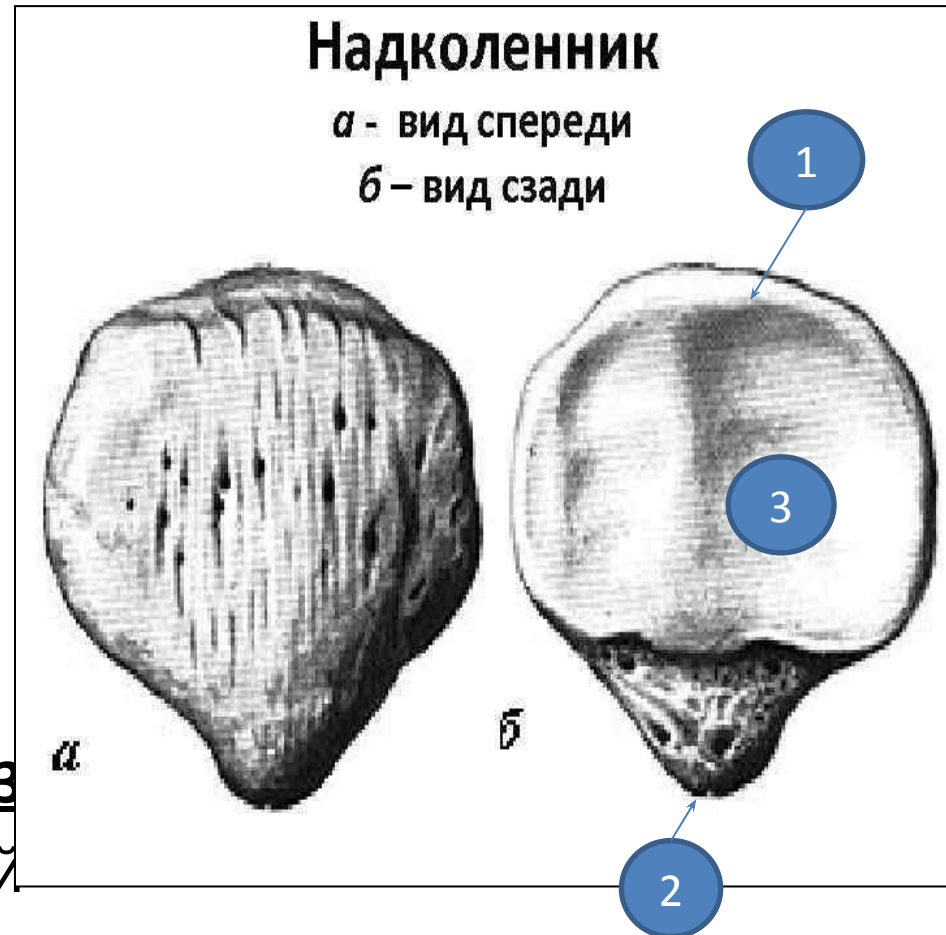 Надколенник
а - вид спереди
б – вид сзади
1
3
а
б
2